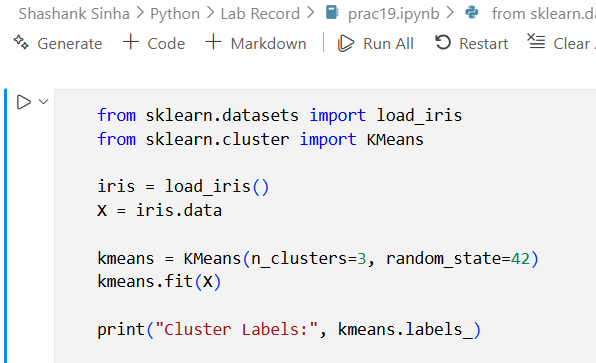 Shashank Sinha > Python > Lab Record > prac19.ipynb > from sklearn.da
Generate + Code + Markdown | Run All Restart Clear
from sklearn.datasets import load_iris
from sklearn.cluster import KMeans
iris = load_iris()
X = iris.data
kmeans = KMeans(n_clusters=3, random_state=42)
kmeans.fit(X)
print("Cluster Labels:", kmeans.labels_)